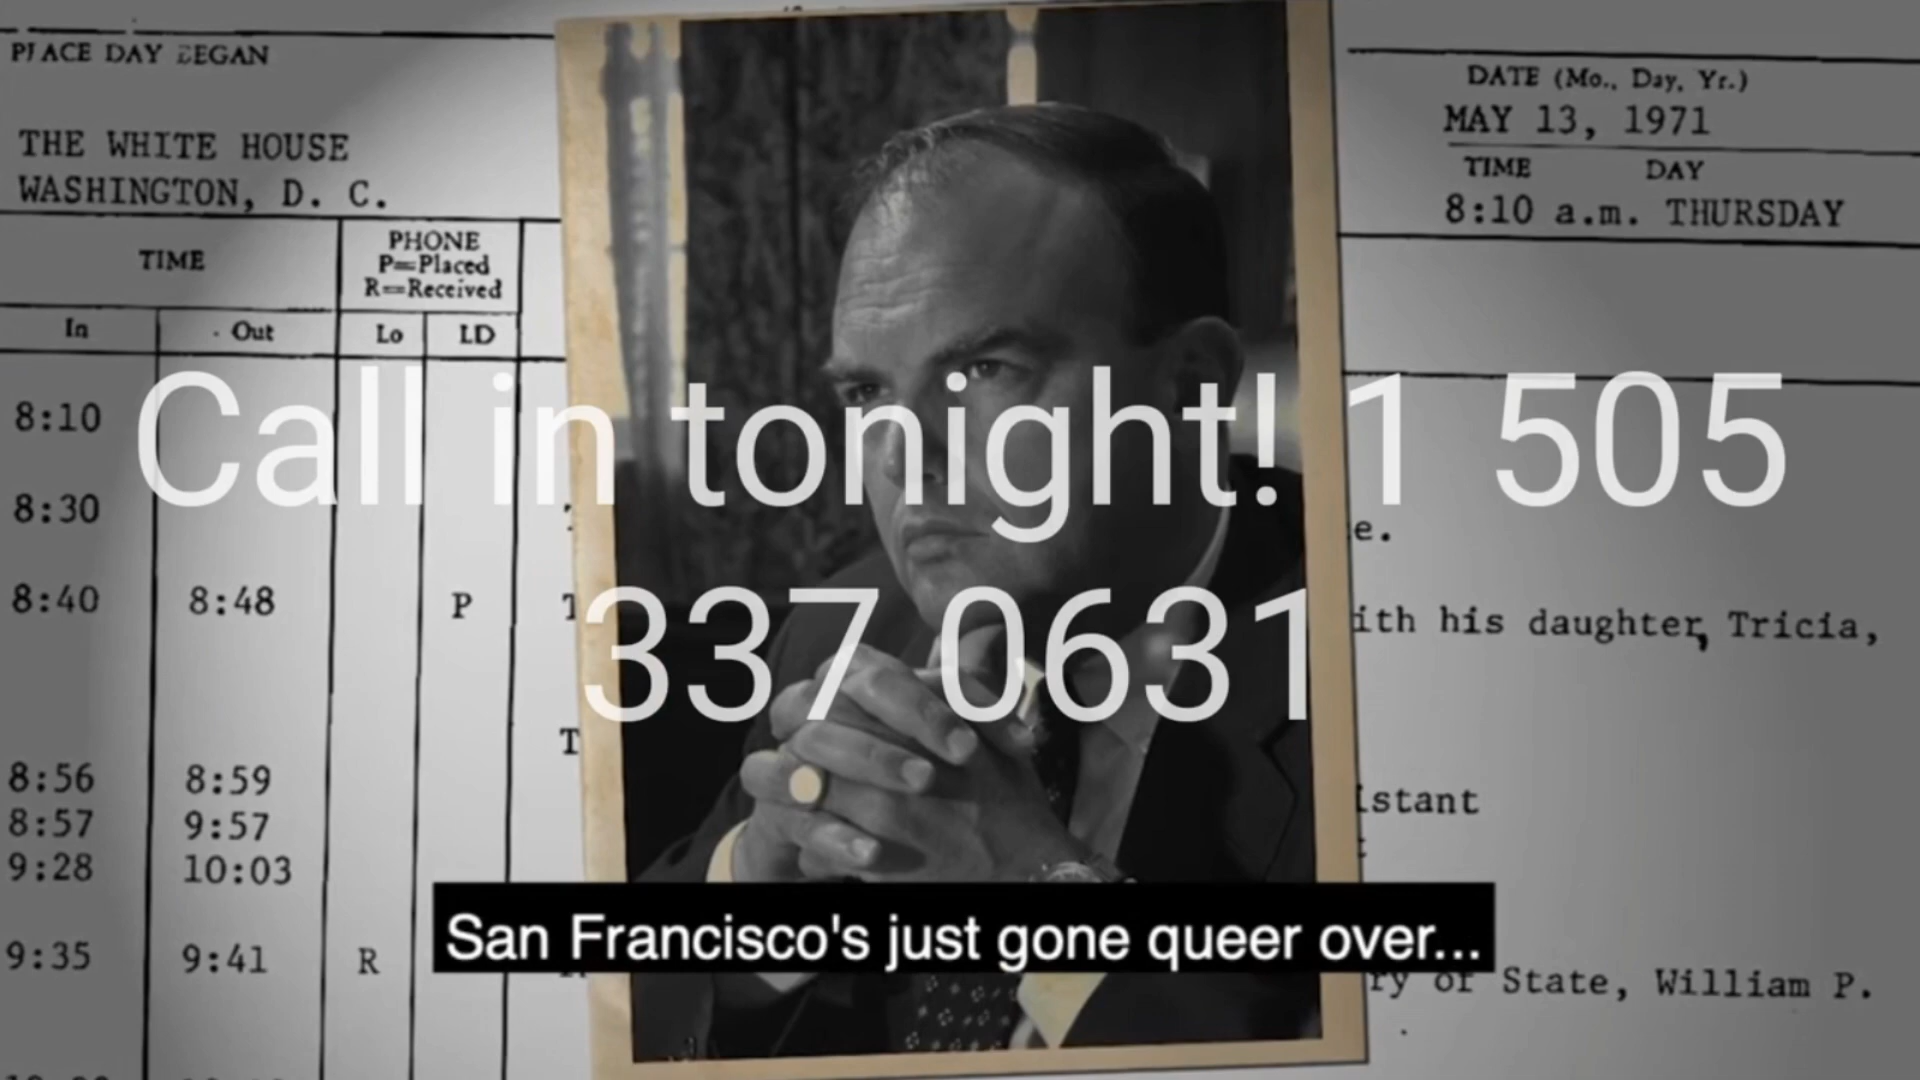 PLACE DAY BEGAN
THE WHITE HOUSE
WASHINGTON, D. C.
DATE (Mo., Day, Yr.)
MAY 13, 1971
TIME DAY
8:10 a.m. THURSDAY
TIME
PHONE
P=Placed
R=Received
In Out Lo LD
8:10
Call in tonight! 1 505
8:30
e.
8:40 8:48 P
337 0631
ith his daughter, Tricia,
8:56 8:59
istant
8:57 9:57
9:28 10:03
San Francisco's just gone queer over...
9:35 9:41 R
ry of State, William P.